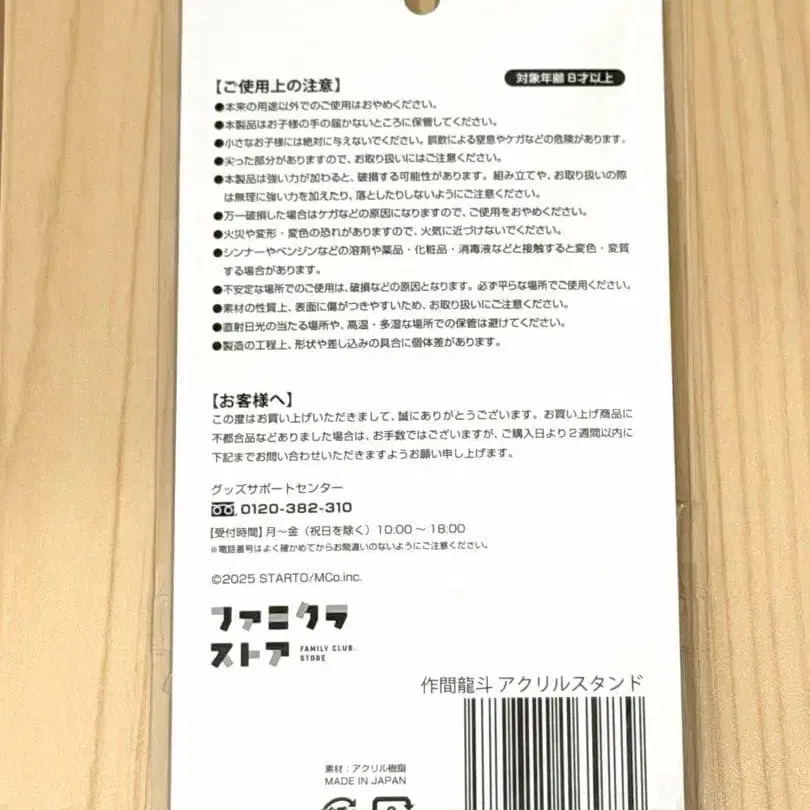 【ご使用上の注意】
対象年齢 8才以上
●本来の用途以外でのご使用はおやめください。
●本製品はお子様の手の届かないところに保管してください。
●小さなお子様には絶対に与えないでください。誤飲による窒息やケガなどの危険があります。
●尖った部分がありますので、お取り扱いにはご注意ください。
●本製品は強い力が加わると、破損する可能性があります。組み立てや、お取り扱いの際
は無理に強い力を加えたり、落としたりしないようにご注意ください。
●万一破損した場合はケガなどの原因になりますので、ご使用をおやめください。
●火災や変形・変色の恐れがありますので、火気に近づけないでください。
●シンナーやベンジンなどの溶剤や薬品・化粧品・消毒液などと接触すると変色・変質
する場合があります。
●不安定な場所でのご使用は、破損などの原因となります。必ず平らな場所でご使用ください。
●素材の性質上、表面に傷がつきやすいため、お取り扱いにご注意ください。
●直射日光の当たる場所や、高温・多湿な場所での保管は避けてください。
●製造の工程上、形状や差し込みの具合に個体差があります。
【お客様へ】
この度はお買い上げいただきまして、誠にありがとうございます。お買い上げ商品に
不都合品などありました場合は、お手数ではございますが、ご購入日より2週間以内に
下記までお問い合わせいただきますようお願い申し上げます。
グッズサポートセンター
0120-382-310
【受付時間】月～金（祝日を除く）10:00～18:00
※電話番号はよく確かめてからお間違いのないようにご注意ください。
©2025 STARTO/MCo.inc.
ファミクラ
ストア FAMILY CLUB.
STORE
作間龍斗 アクリルスタンド
素材：アクリル樹脂
MADE IN JAPAN